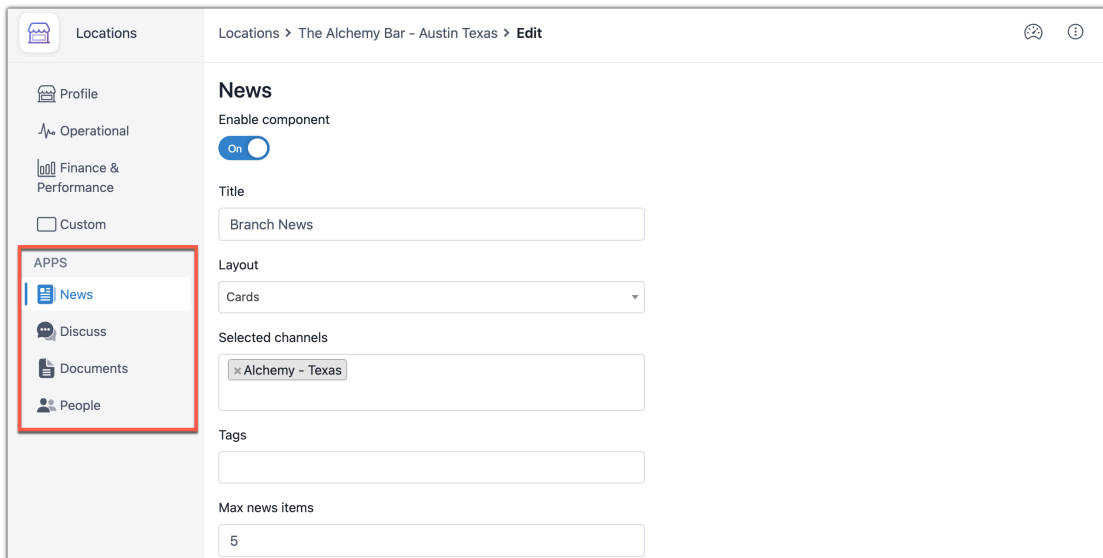 Locations
Locations > The Alchemy Bar - Austin Texas > Edit
Profile
Operational
Finance &
Performance
Custom
APPS
News
Discuss
Documents
People
News
Enable component
On
Title
Branch News
Layout
Cards
Selected channels
× Alchemy - Texas
Tags
Max news items
5